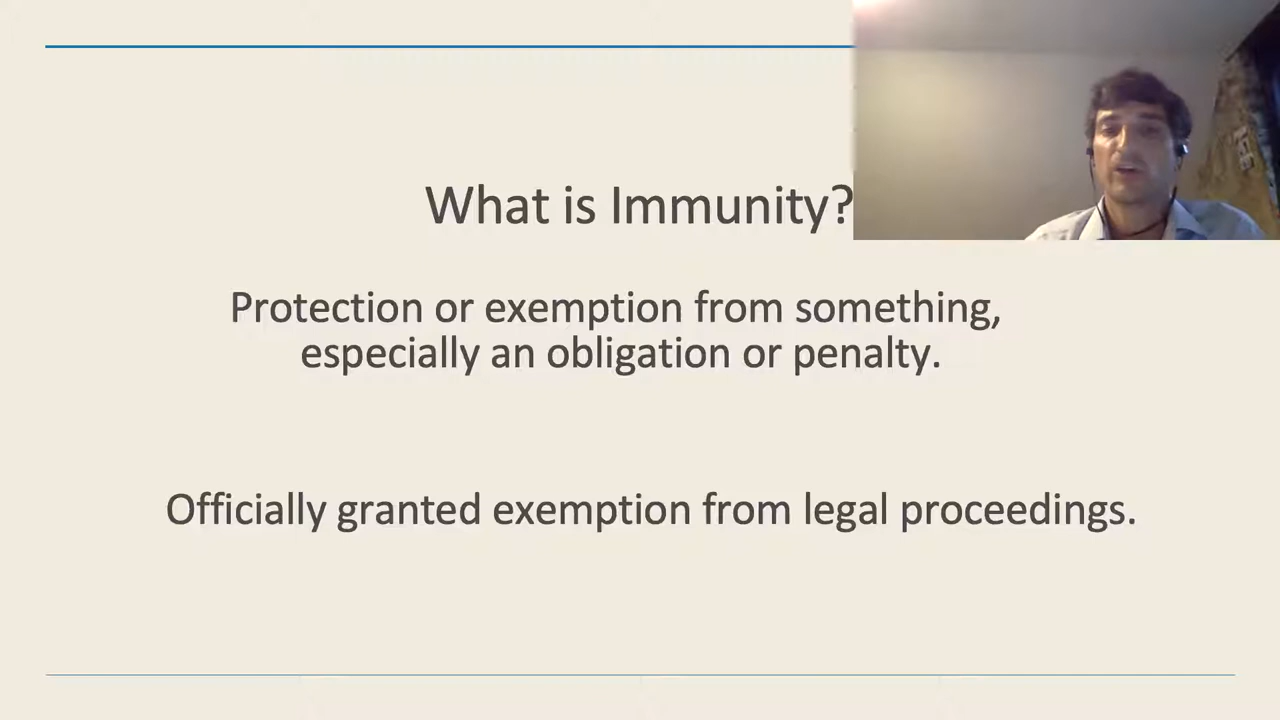 What is Immunity?
Protection or exemption from something,
especially an obligation or penalty.
Officially granted exemption from legal proceedings.